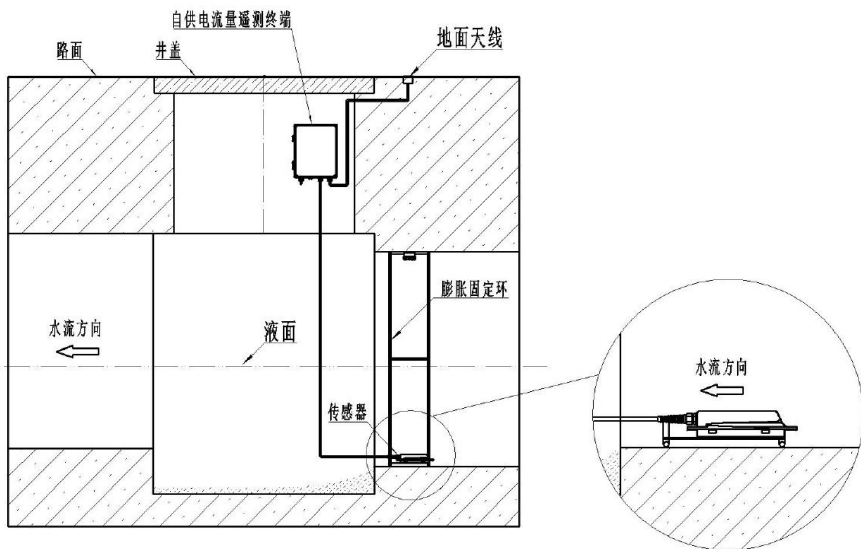 自供电流量遥测终端
路面
井盖
地面天线
膨胀固定环
水流方向
液面
水流方向
传感器